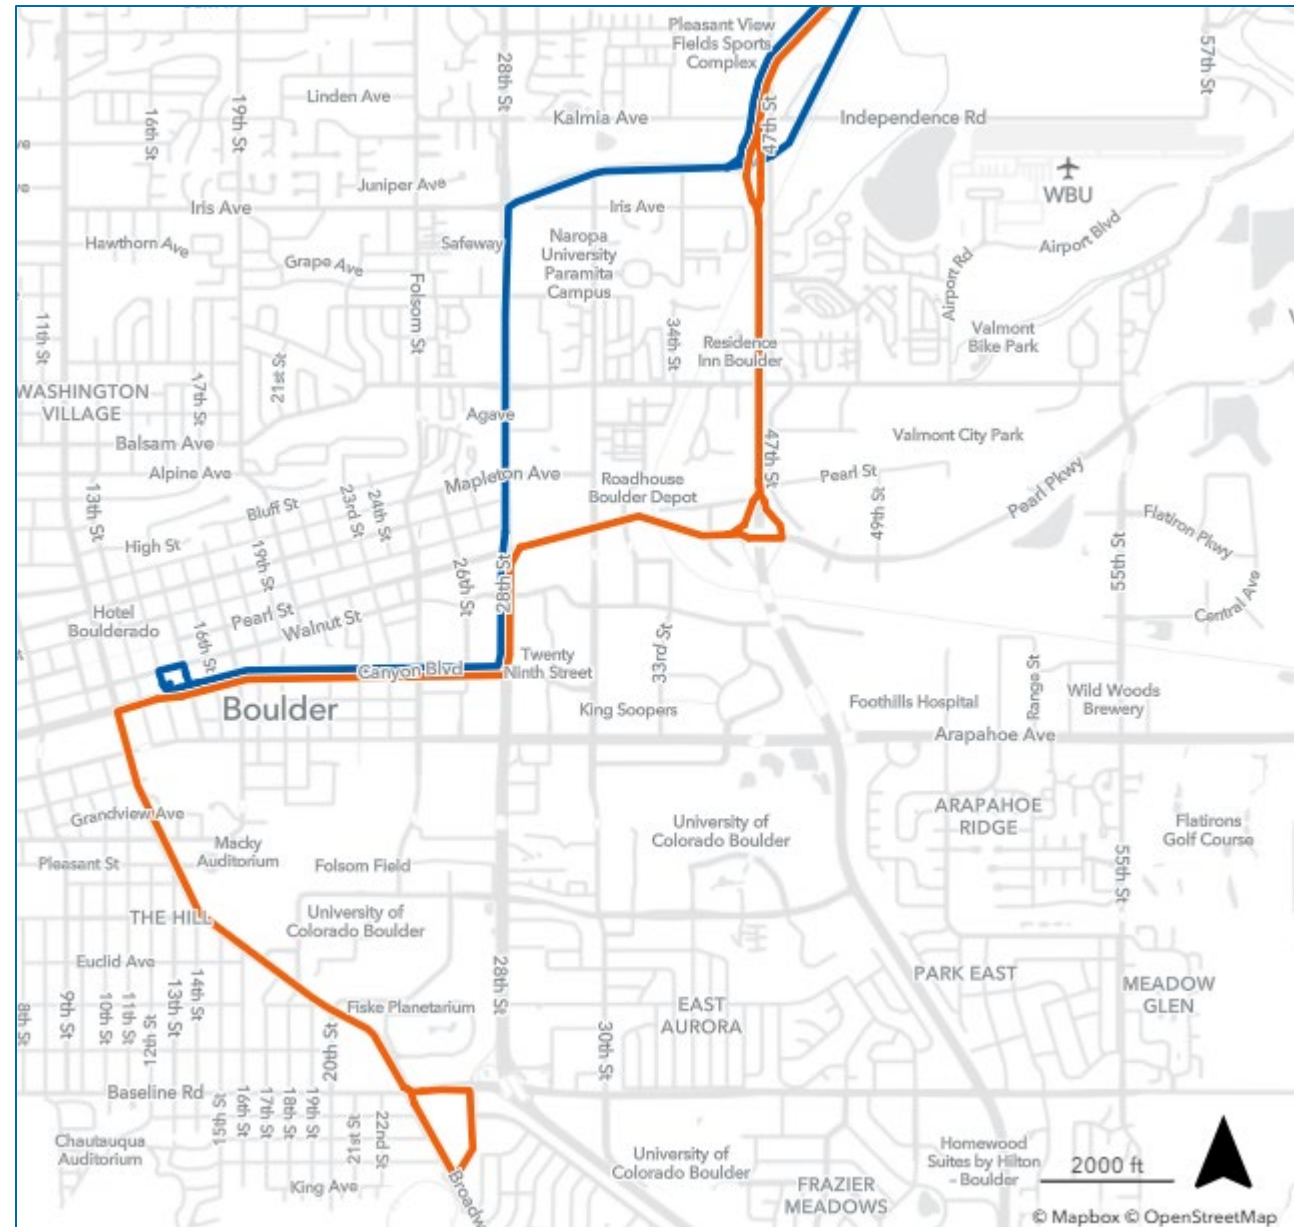 Pleasant View
Fields Sports
Complex
28th St
57th St
Linden Ave
16th St
19th St
Kalmia Ave
47th St
Independence Rd
WBU
Juniper Ave
Iris Ave
Iris Ave
Hawthorn Ave
Grape Ave
Safeway
Naropa
University
Paramita
Campus
Airport Blvd
Airport Rd
Folsom St
11th St
34th St
Residence
Inn Boulder
Valmont
Bike Park
WASHINGTON
VILLAGE
17th St
21st St
Agave
Balsam Ave
Valmont City Park
47th St
Alpine Ave
Mapleton Ave
Roadhouse
Boulder Depot
Pearl St
Pearl Pkwy
13th St
Bluff St
23rd St
24th St
49th St
Flatiron Pkwy
High St
19th St
26th St
28th St
55th St
Central Ave
Hotel
Boulderado
16th St
Pearl St
Walnut St
Canyon Blvd
Twenty
Ninth Street
33rd St
Range St
Boulder
King Soopers
Foothills Hospital
Wild Woods
Brewery
Arapahoe Ave
Grandview Ave
Macky
Auditorium
University of
Colorado Boulder
ARAPAHOE
RIDGE
Flatirons
Golf Course
Pleasant St
Folsom Field
55th St
THE HILL
University of
Colorado Boulder
Euclid Ave
28th St
PARK EAST
MEADOW
GLEN
8th St
9th St
10th St
11th St
12th St
13th St
14th St
Fiske Planetarium
EAST
AURORA
20th St
30th St
Baseline Rd
15th St
16th St
17th St
18th St
19th St
21st St
22nd St
Chautauqua
Auditorium
King Ave
Broadw
University of
Colorado Boulder
FRAZIER
MEADOWS
Homewood
Suites by Hilton
- Boulder
2000 ft
© Mapbox © OpenStreetMap